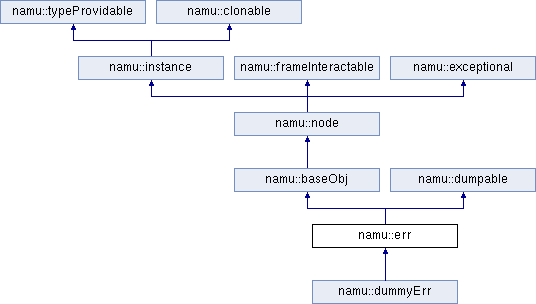 namu::typeProvidable
namu::clonable
namu::instance
namu::frameInteractable
namu::exceptional
namu::node
namu::baseObj
namu::dumpable
namu::err
namu::dummyErr